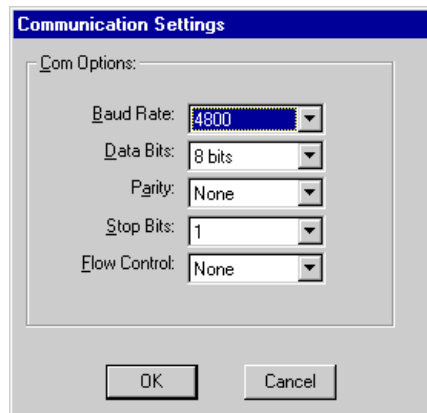 Communication Settings
Com Options:
Baud Rate: 4800
Data Bits: 8 bits
Parity: None
Stop Bits: 1
Flow Control: None
OK Cancel